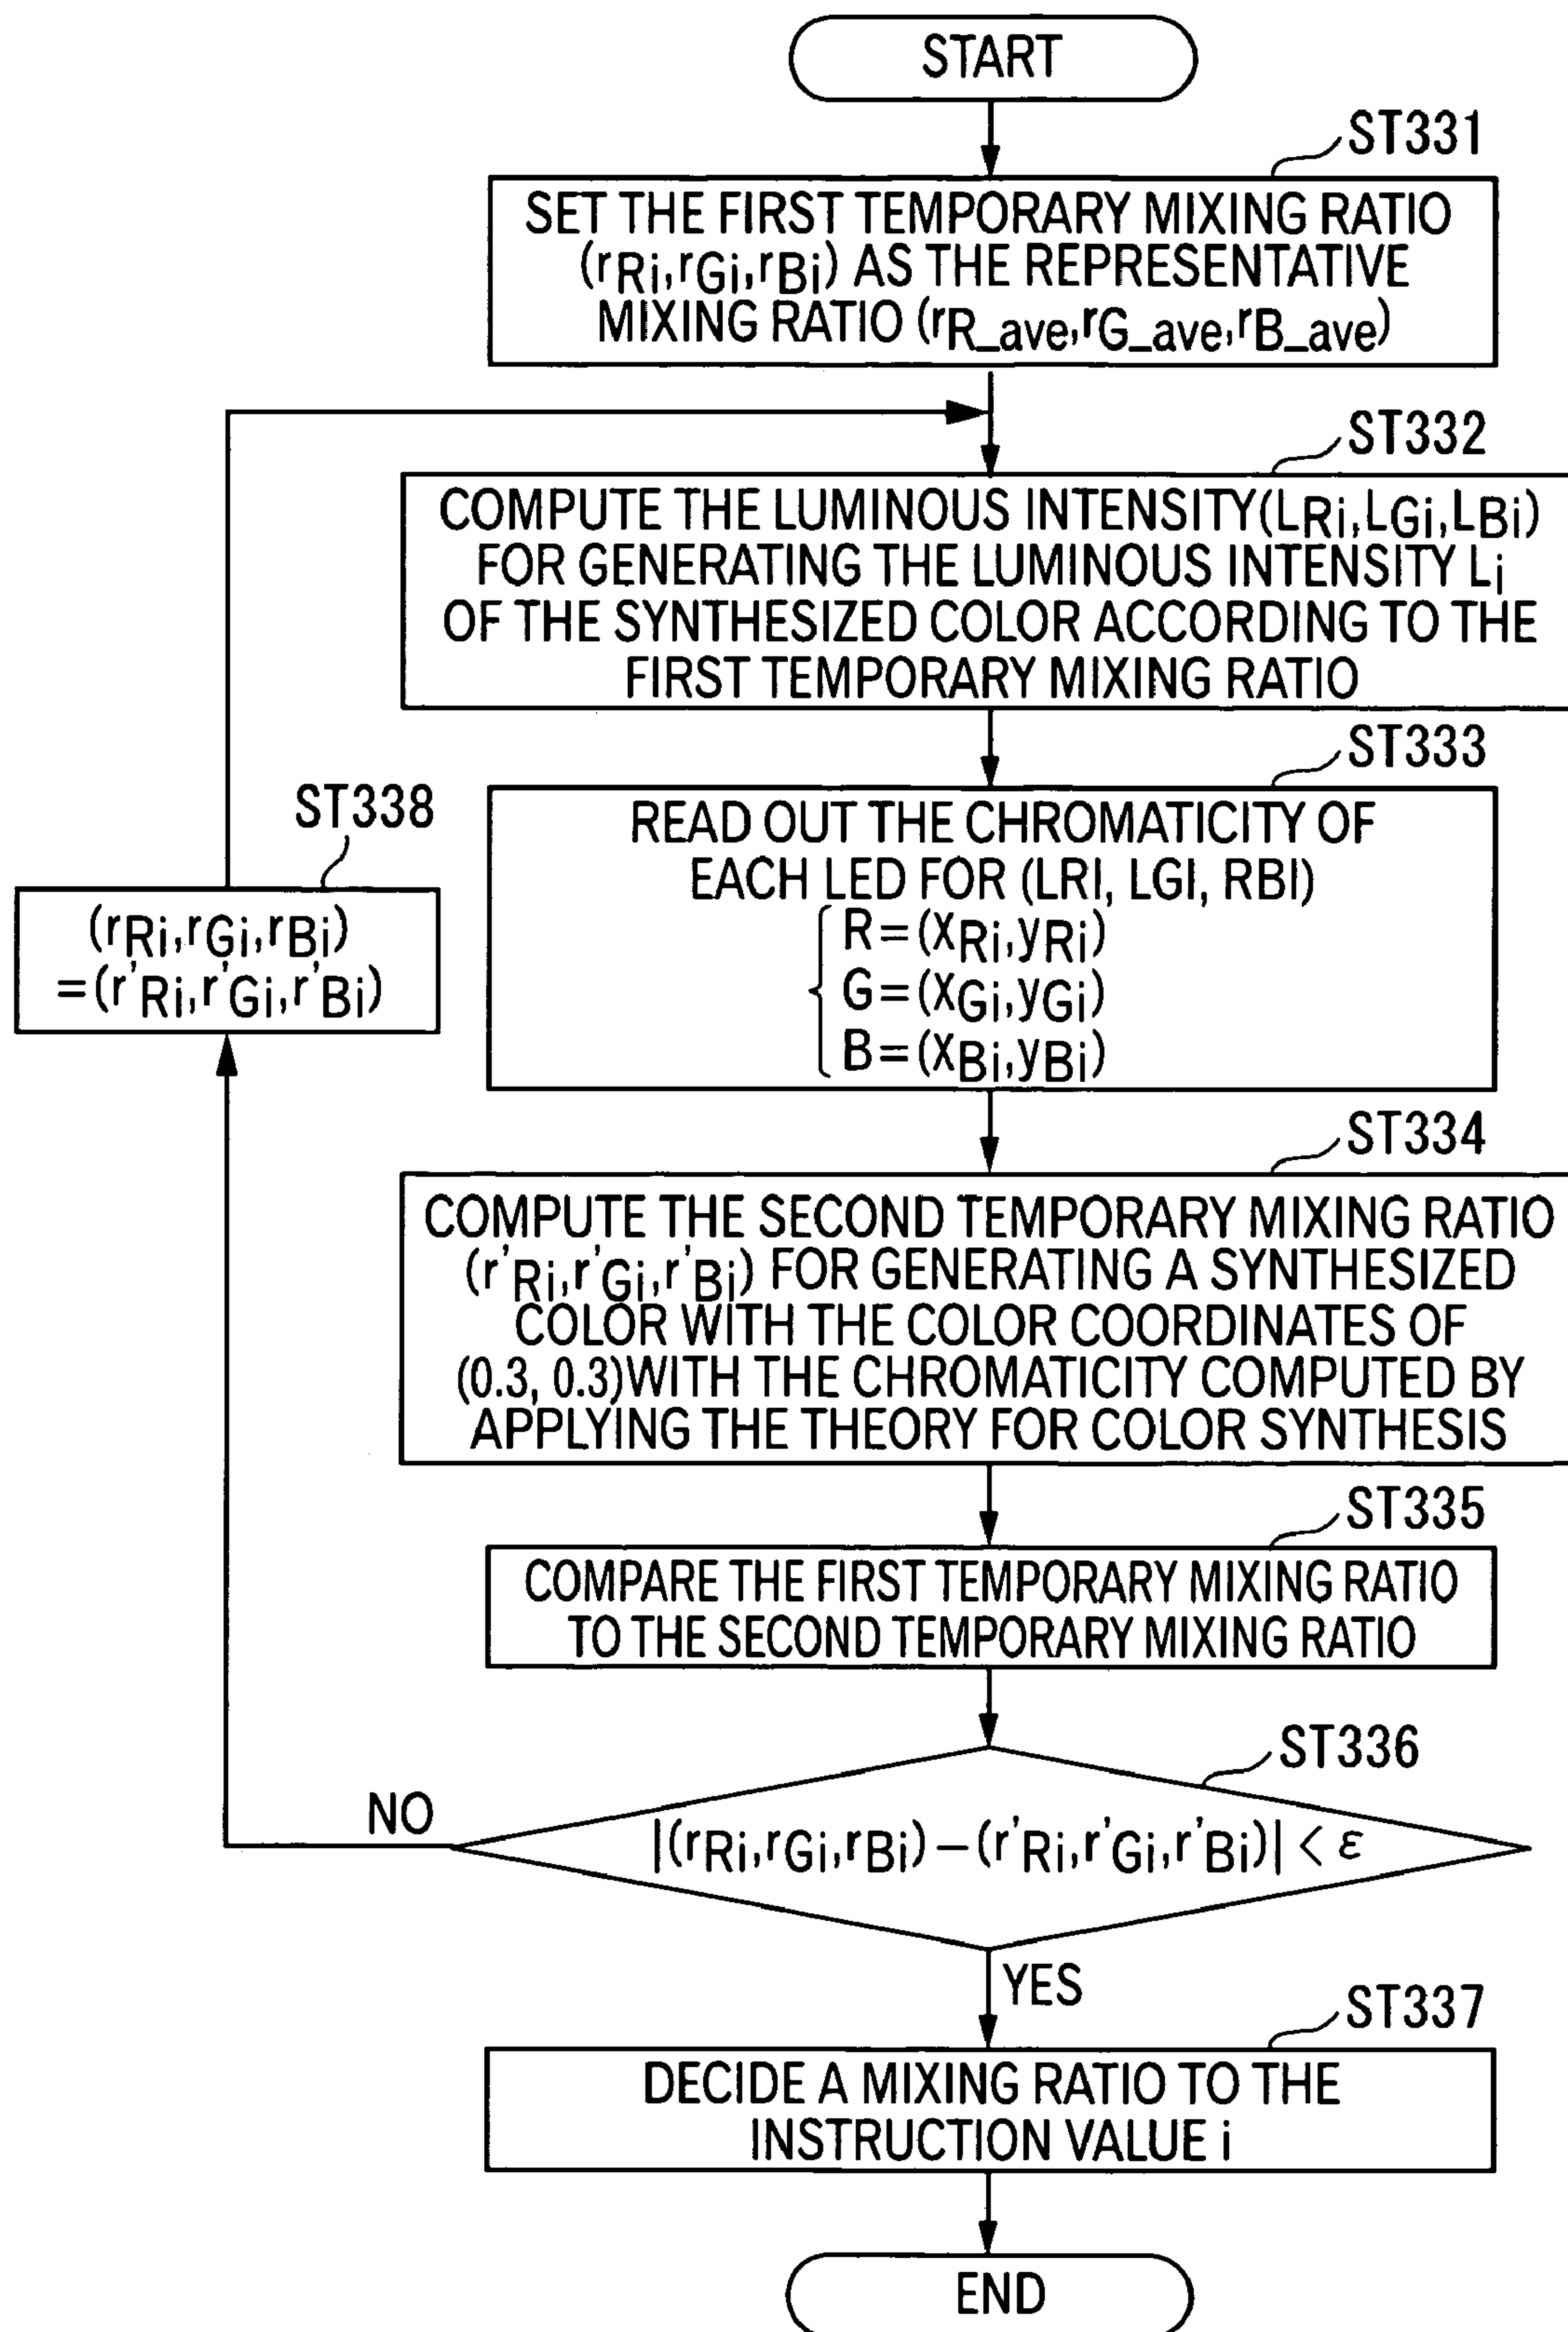 START
ST331
SET THE FIRST TEMPORARY MIXING RATIO
(rRi,rGi,rBi) AS THE REPRESENTATIVE
MIXING RATIO (rR_ave,rG_ave,rB_ave)
ST332
COMPUTE THE LUMINOUS INTENSITY(LRi,LGi,LBi)
FOR GENERATING THE LUMINOUS INTENSITY Li
OF THE SYNTHESIZED COLOR ACCORDING TO THE
FIRST TEMPORARY MIXING RATIO
ST333
READ OUT THE CHROMATICITY OF
EACH LED FOR (LRI, LGI, RBI)
R=(xRi,yRi)
G=(xGi,yGi)
B=(xBi,yBi)
ST338
(rRi,rGi,rBi)
=(r'Ri,r'Gi,r'Bi)
ST334
COMPUTE THE SECOND TEMPORARY MIXING RATIO
(r'Ri,r'Gi,r'Bi) FOR GENERATING A SYNTHESIZED
COLOR WITH THE COLOR COORDINATES OF
(0.3, 0.3)WITH THE CHROMATICITY COMPUTED BY
APPLYING THE THEORY FOR COLOR SYNTHESIS
ST335
COMPARE THE FIRST TEMPORARY MIXING RATIO
TO THE SECOND TEMPORARY MIXING RATIO
ST336
NO
|(rRi,rGi,rBi)–(r'Ri,r'Gi,r'Bi)| < ε
YES
ST337
DECIDE A MIXING RATIO TO THE
INSTRUCTION VALUE i
END